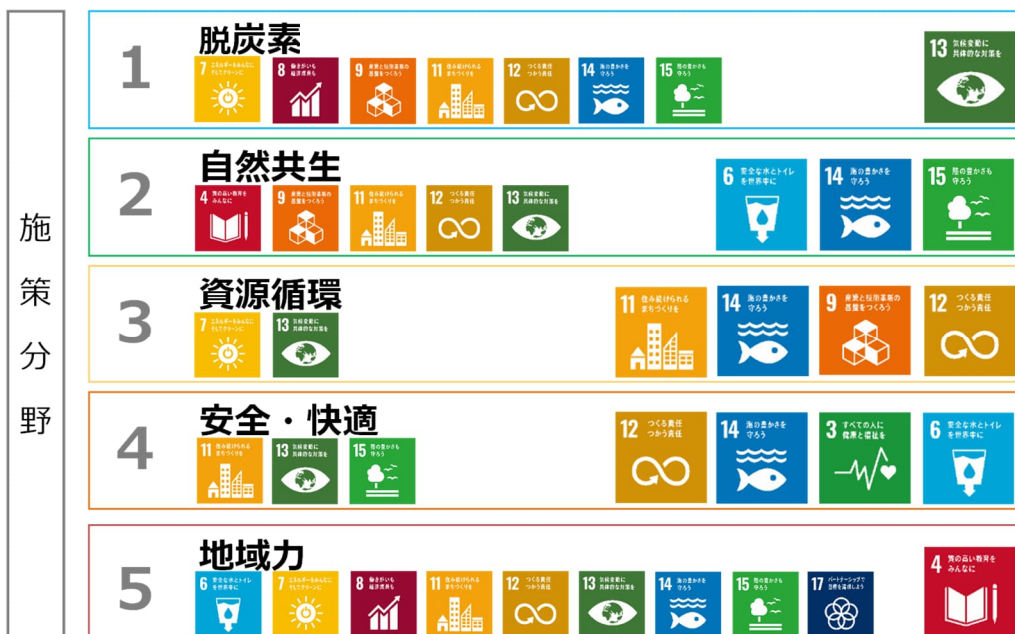 施策分野
1
脱炭素
7 エネルギーをみんなに
そしてクリーンに
8 働きがいも
経済成長も
9 産業と技術革新の
基盤をつくろう
11 住み続けられる
まちづくりを
12 つくる責任
つかう責任
14 海の豊かさを
守ろう
15 陸の豊かさも
守ろう
13 気候変動に
具体的な対策を
2
自然共生
4 質の高い教育を
みんなに
9 産業と技術革新の
基盤をつくろう
11 住み続けられる
まちづくりを
12 つくる責任
つかう責任
13 気候変動に
具体的な対策を
6 安全な水とトイレ
を世界中に
14 海の豊かさを
守ろう
15 陸の豊かさも
守ろう
3
資源循環
7 エネルギーをみんなに
そしてクリーンに
13 気候変動に
具体的な対策を
11 住み続けられる
まちづくりを
14 海の豊かさを
守ろう
9 産業と技術革新の
基盤をつくろう
12 つくる責任
つかう責任
4
安全・快適
11 住み続けられる
まちづくりを
13 気候変動に
具体的な対策を
15 陸の豊かさも
守ろう
12 つくる責任
つかう責任
14 海の豊かさを
守ろう
3 すべての人に
健康と福祉を
6 安全な水とトイレ
を世界中に
5
地域力
6 安全な水とトイレ
を世界中に
7 エネルギーをみんなに
そしてクリーンに
8 働きがいも
経済成長も
11 住み続けられる
まちづくりを
12 つくる責任
つかう責任
13 気候変動に
具体的な対策を
14 海の豊かさを
守ろう
15 陸の豊かさも
守ろう
17 パートナーシップで
目標を達成しよう
4 質の高い教育を
みんなに